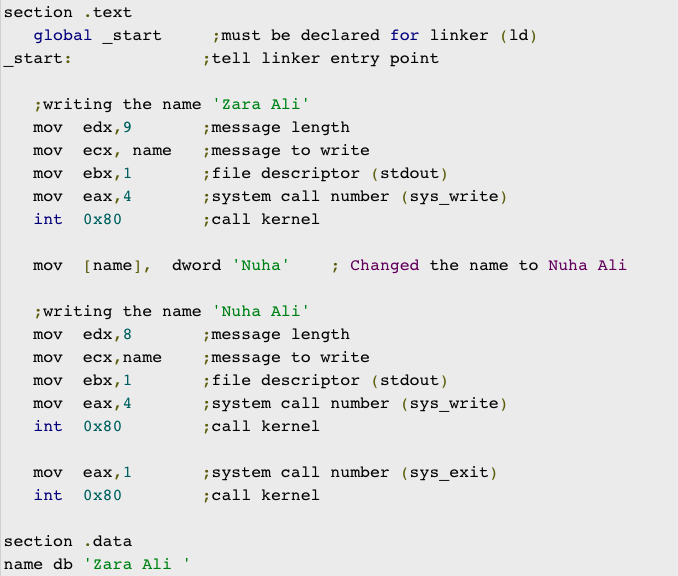 section .text
   global _start     ;must be declared for linker (ld)
_start:             ;tell linker entry point

   ;writing the name 'Zara Ali'
   mov  edx,9       ;message length
   mov  ecx, name   ;message to write
   mov  ebx,1       ;file descriptor (stdout)
   mov  eax,4       ;system call number (sys_write)
   int  0x80        ;call kernel

   mov  [name],  dword 'Nuha'    ; Changed the name to Nuha Ali

   ;writing the name 'Nuha Ali'
   mov  edx,8       ;message length
   mov  ecx,name    ;message to write
   mov  ebx,1       ;file descriptor (stdout)
   mov  eax,4       ;system call number (sys_write)
   int  0x80        ;call kernel

   mov  eax,1       ;system call number (sys_exit)
   int  0x80        ;call kernel

section .data
name db 'Zara Ali '